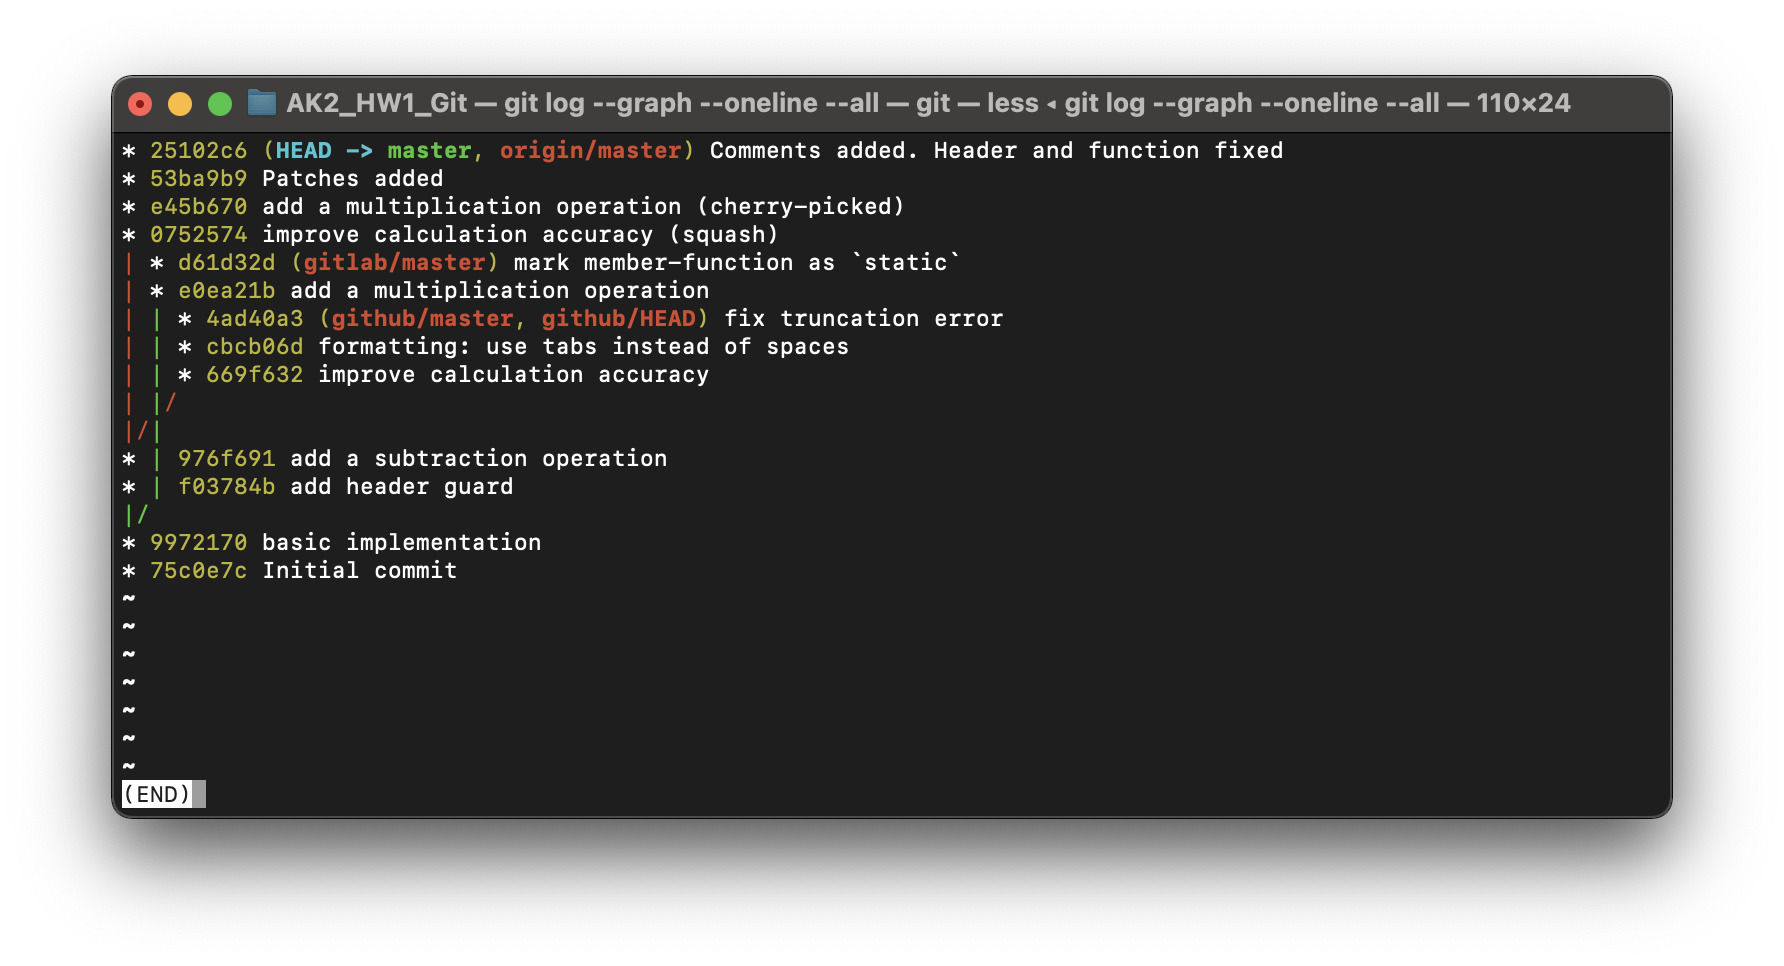 AK2_HW1_Git — git log --graph --oneline --all — git — less ◂ git log --graph --oneline --all — 110×24
* 25102c6 (HEAD -> master, origin/master) Comments added. Header and function fixed
* 53ba9b9 Patches added
* e45b670 add a multiplication operation (cherry-picked)
* 0752574 improve calculation accuracy (squash)
| * d61d32d (gitlab/master) mark member-function as `static`
| * e0ea21b add a multiplication operation
| | * 4ad40a3 (github/master, github/HEAD) fix truncation error
| | * cbcb06d formatting: use tabs instead of spaces
| | * 669f632 improve calculation accuracy
| |/
|/|
* | 976f691 add a subtraction operation
* | f03784b add header guard
|/
* 9972170 basic implementation
* 75c0e7c Initial commit
~
~
~
~
~
~
~
(END)